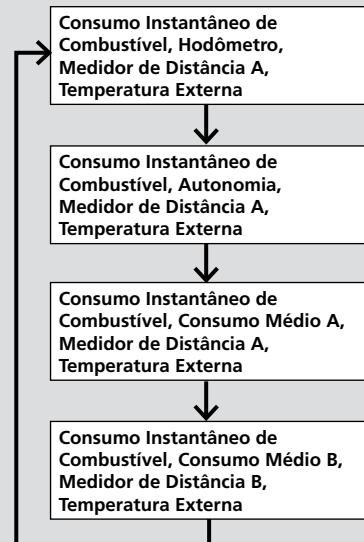 Consumo Instantâneo de
Combustível, Hodômetro,
Medidor de Distância A,
Temperatura Externa
Consumo Instantâneo de
Combustível, Autonomia,
Medidor de Distância A,
Temperatura Externa
Consumo Instantâneo de
Combustível, Consumo Médio A,
Medidor de Distância A,
Temperatura Externa
Consumo Instantâneo de
Combustível, Consumo Médio B,
Medidor de Distância B,
Temperatura Externa